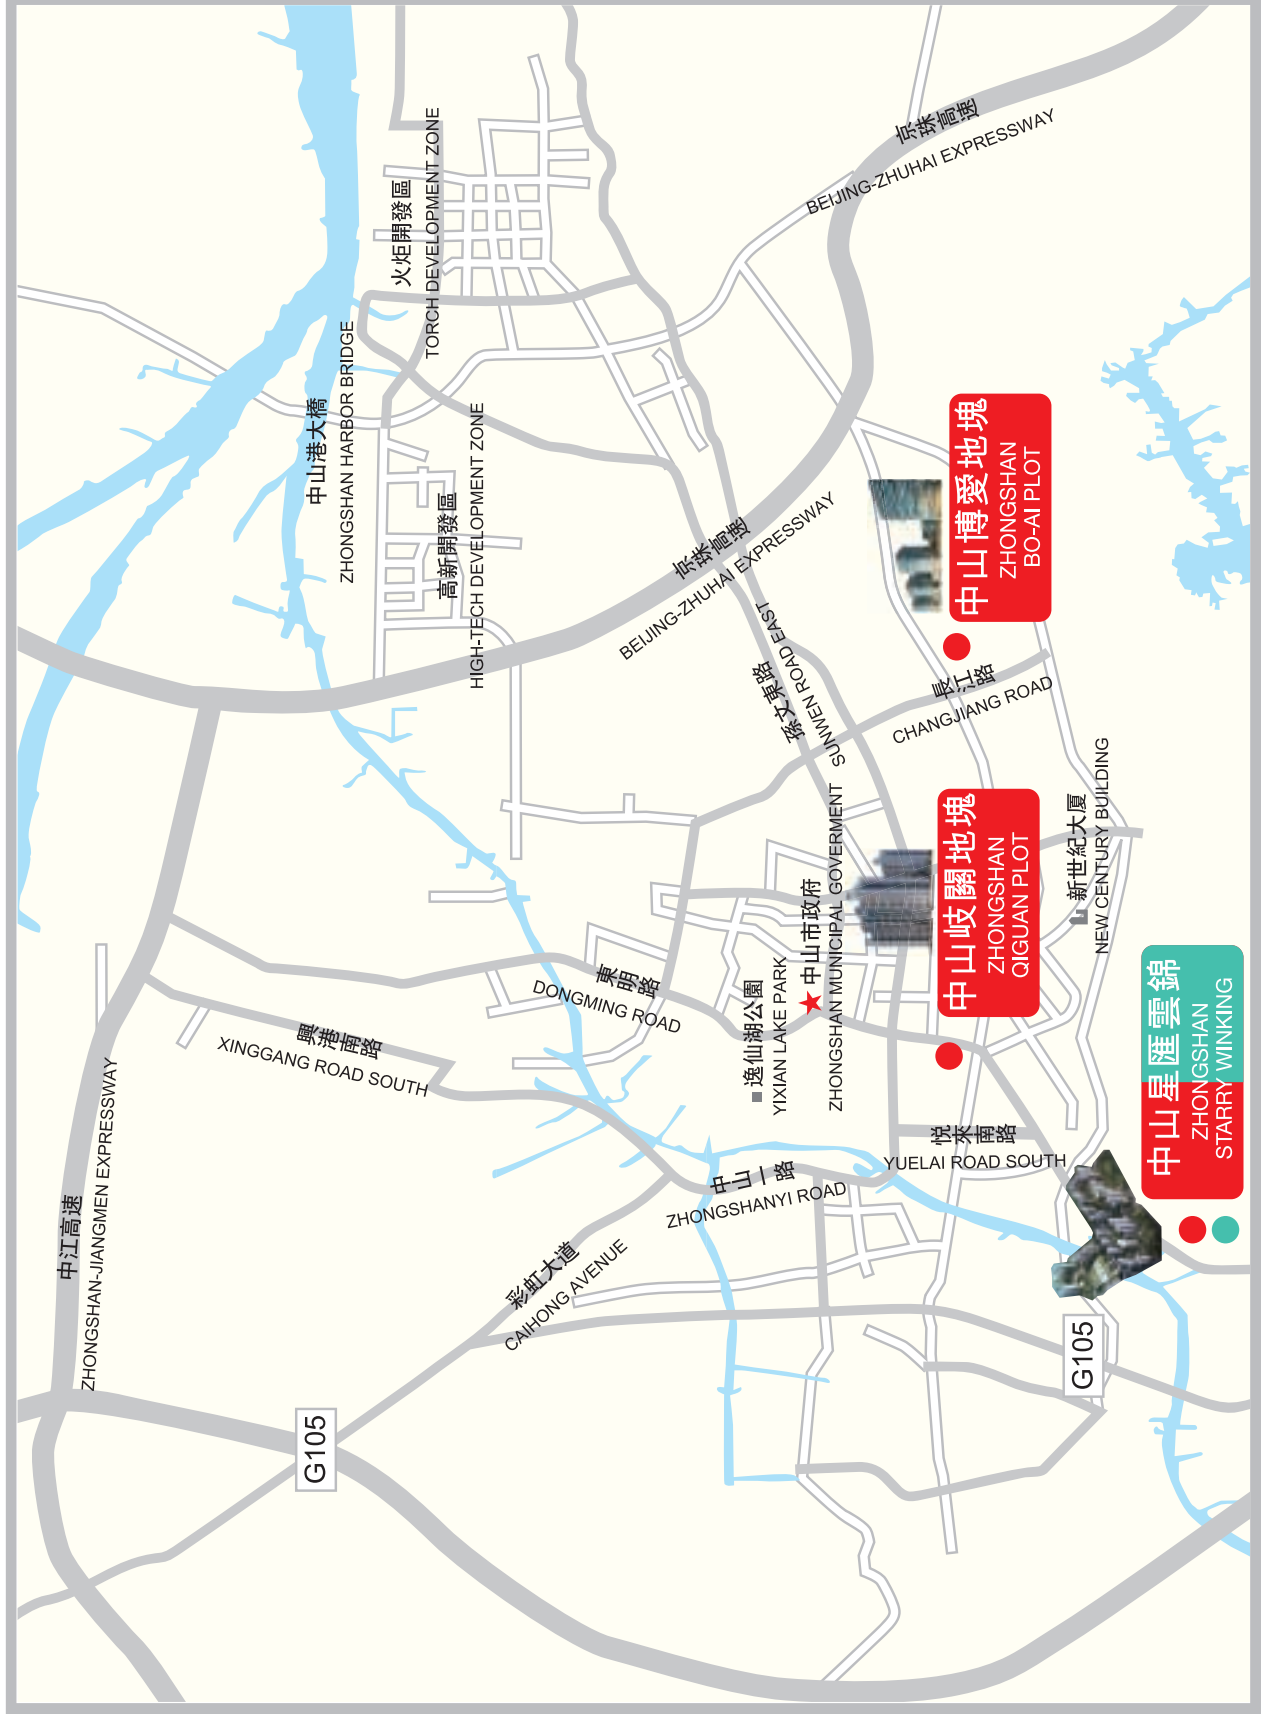 中江高速
ZHONGSHAN-JIANGMEN EXPRESSWAY
G105
興港南路
XINGGANG ROAD SOUTH
中山港大橋
ZHONGSHAN HARBOR BRIDGE
火炬開發區
TORCH DEVELOPMENT ZONE
高新開發區
HIGH-TECH DEVELOPMENT ZONE
彩虹大道
CAIHONG AVENUE
東明路
DONGMING ROAD
京珠高速
BEIJING-ZHUHAI EXPRESSWAY
中山一路
ZHONGSHANYI ROAD
逸仙湖公園
YIXIAN LAKE PARK
中山市政府
ZHONGSHAN MUNICIPAL GOVERMENT
孫文東路
SUNWEN ROAD EAST
京珠高速
BEIJING-ZHUHAI EXPRESSWAY
悅來南路
YUELAI ROAD SOUTH
長江路
CHANGJIANG ROAD
中山岐關地塊
ZHONGSHAN
QIGUAN PLOT
中山博愛地塊
ZHONGSHAN
BO-AI PLOT
G105
新世紀大厦
NEW CENTURY BUILDING
中山星匯雲錦
ZHONGSHAN
STARRY WINKING